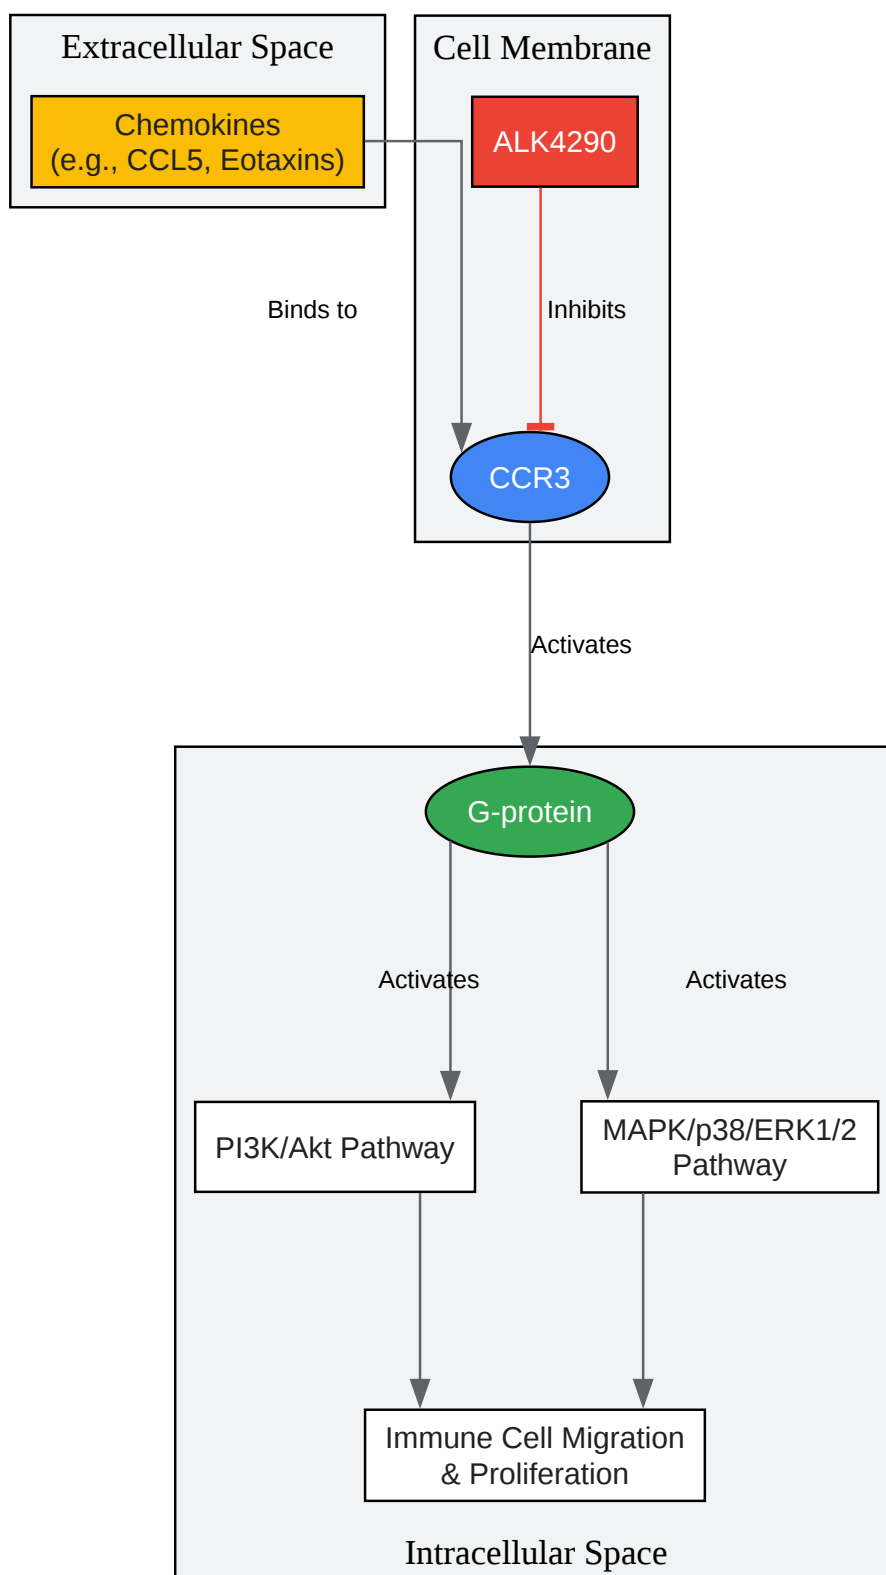 Extracellular Space
Cell Membrane
Chemokines
(e.g., CCL5, Eotaxins)
ALK4290
Binds to
Inhibits
CCR3
Activates
G-protein
Activates
Activates
PI3K/Akt Pathway
MAPK/p38/ERK1/2
Pathway
Immune Cell Migration
& Proliferation
Intracellular Space